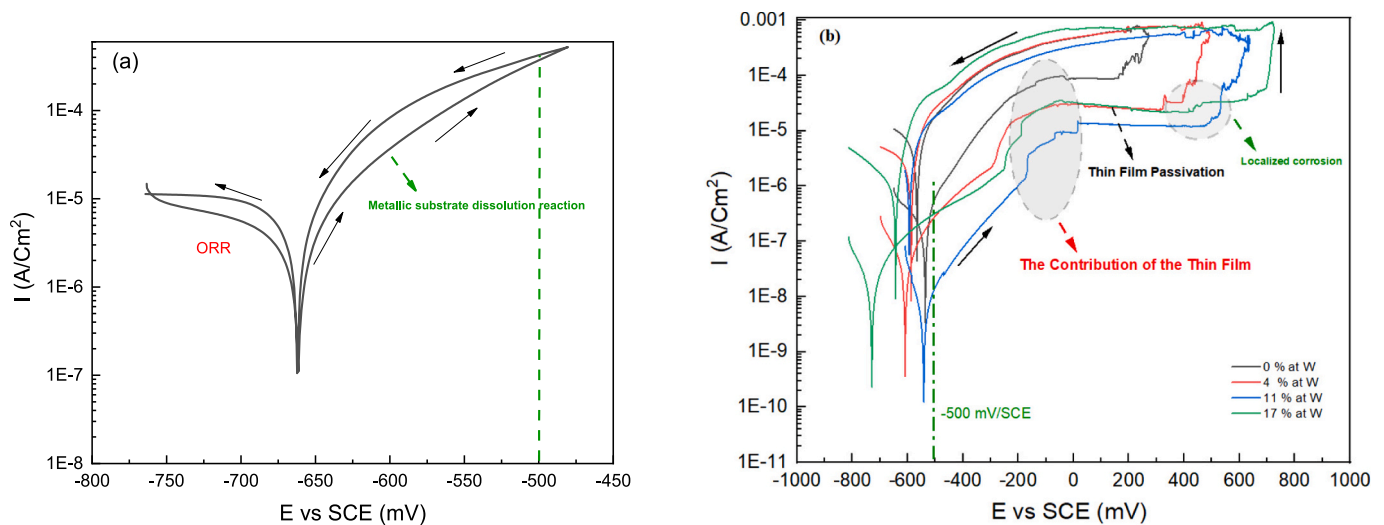 (a)
I (A/Cm²)
1E-4
1E-5
1E-6
1E-7
1E-8
ORR
Metallic substrate dissolution reaction
-800
-750
-700
-650
-600
-550
-500
-450
E vs SCE (mV)
(b)
I (A/Cm²)
0.001
1E-4
1E-5
1E-6
1E-7
1E-8
1E-9
1E-10
1E-11
Localized corrosion
Thin Film Passivation
The Contribution of the Thin Film
0 % at W
4 % at W
11 % at W
17 % at W
-500 mV/SCE
-1000
-800
-600
-400
-200
0
200
400
600
800
1000
E vs SCE (mV)